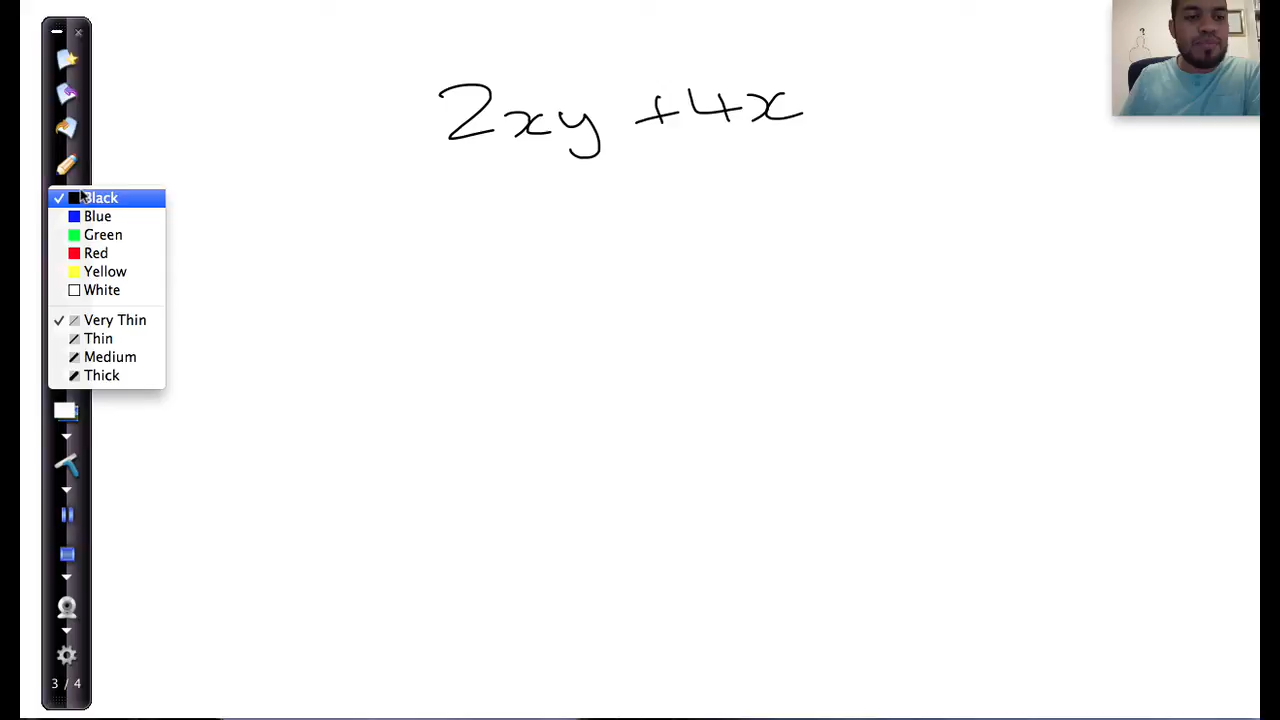 2xy + 4x
Black
Blue
Green
Red
Yellow
White
Very Thin
Thin
Medium
Thick
3 / 4
?